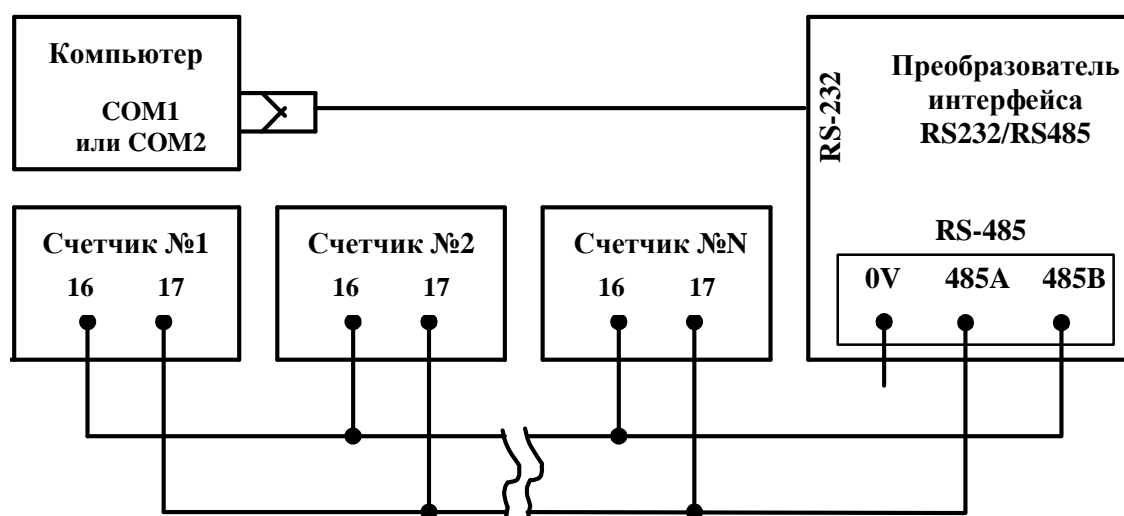 Компьютер
COM1
или COM2
RS-232
Преобразователь
интерфейса
RS232/RS485
Счетчик №1
16 17
Счетчик №2
16 17
Счетчик №N
16 17
RS-485
0V 485A 485B